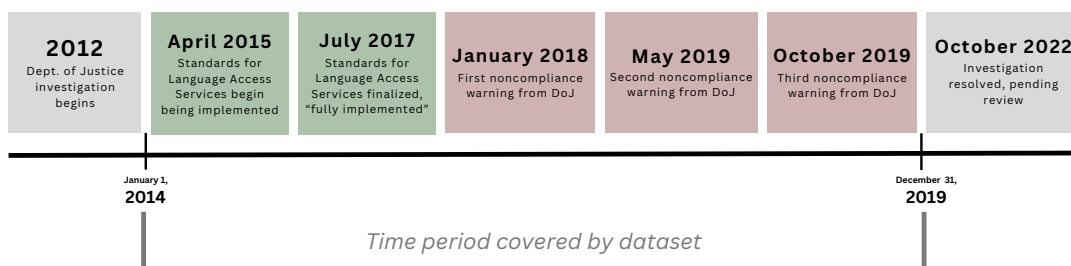 2012
Dept. of Justice
investigation
begins
April 2015
Standards for
Language Access
Services begin
being implemented
July 2017
Standards for
Language Access
Services finalized,
“fully implemented”
January 2018
First noncompliance
warning from DoJ
May 2019
Second noncompliance
warning from DoJ
October 2019
Third noncompliance
warning from DoJ
October 2022
Investigation
resolved, pending
review
January 1,
2014
December 31,
2019
Time period covered by dataset